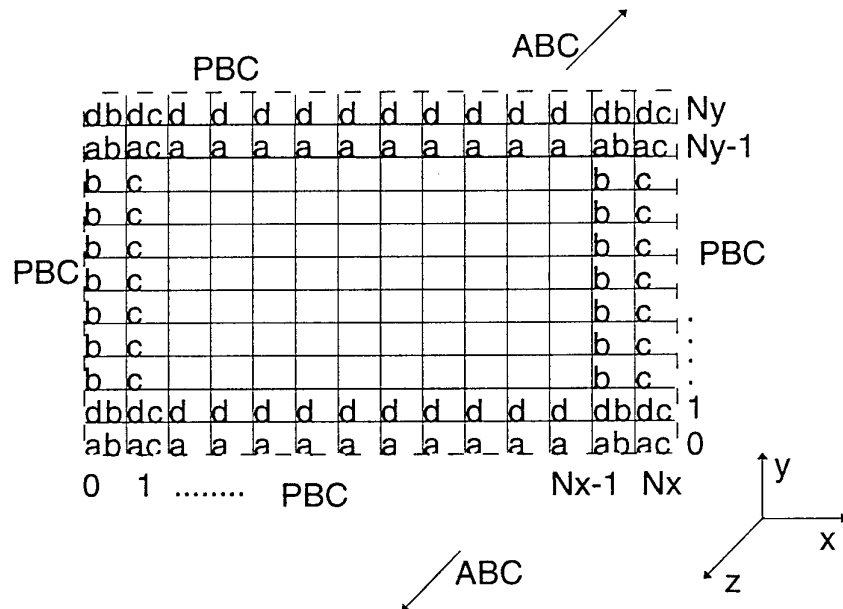 ABC
PBC
db dc d d d d d d d d d d db dc Ny
ab ac a a a a a a a a a a ab ac Ny-1
b c b c
b c b c
b c b c PBC
PBC b c b c
b c b c
b c b c
b c b c
db dc d d d d d d d d d d db dc 1
ab ac a a a a a a a a a a ab ac 0
0 1 ........ PBC Nx-1 Nx
y
x
ABC
z